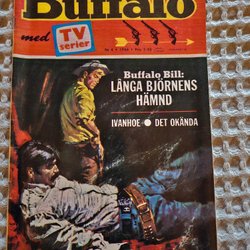 Buffalo
med
TV
serier
Buffalo Bill:
LÅNGA BJÖRNENS
HÄMND
IVANHOE • DET OKÄNDA